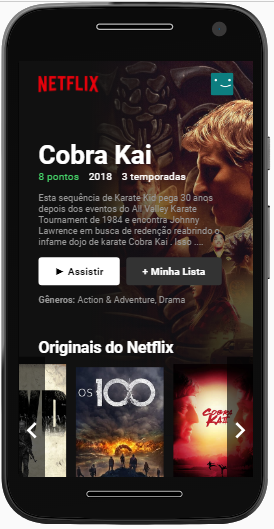 NETFLIX
Cobra Kai
8 pontos 2018 3 temporadas
Esta sequência de Karate Kid pega 30 anos
depois dos eventos do All Valley Karate
Tournament de 1984 e encontra Johnny
Lawrence em busca de redenção reabrindo o
infame dojo de karate Cobra Kai . Isso ....
► Assistir
+ Minha Lista
Gêneros: Action & Adventure, Drama
Originais do Netflix
OS 100
COBRA KAI